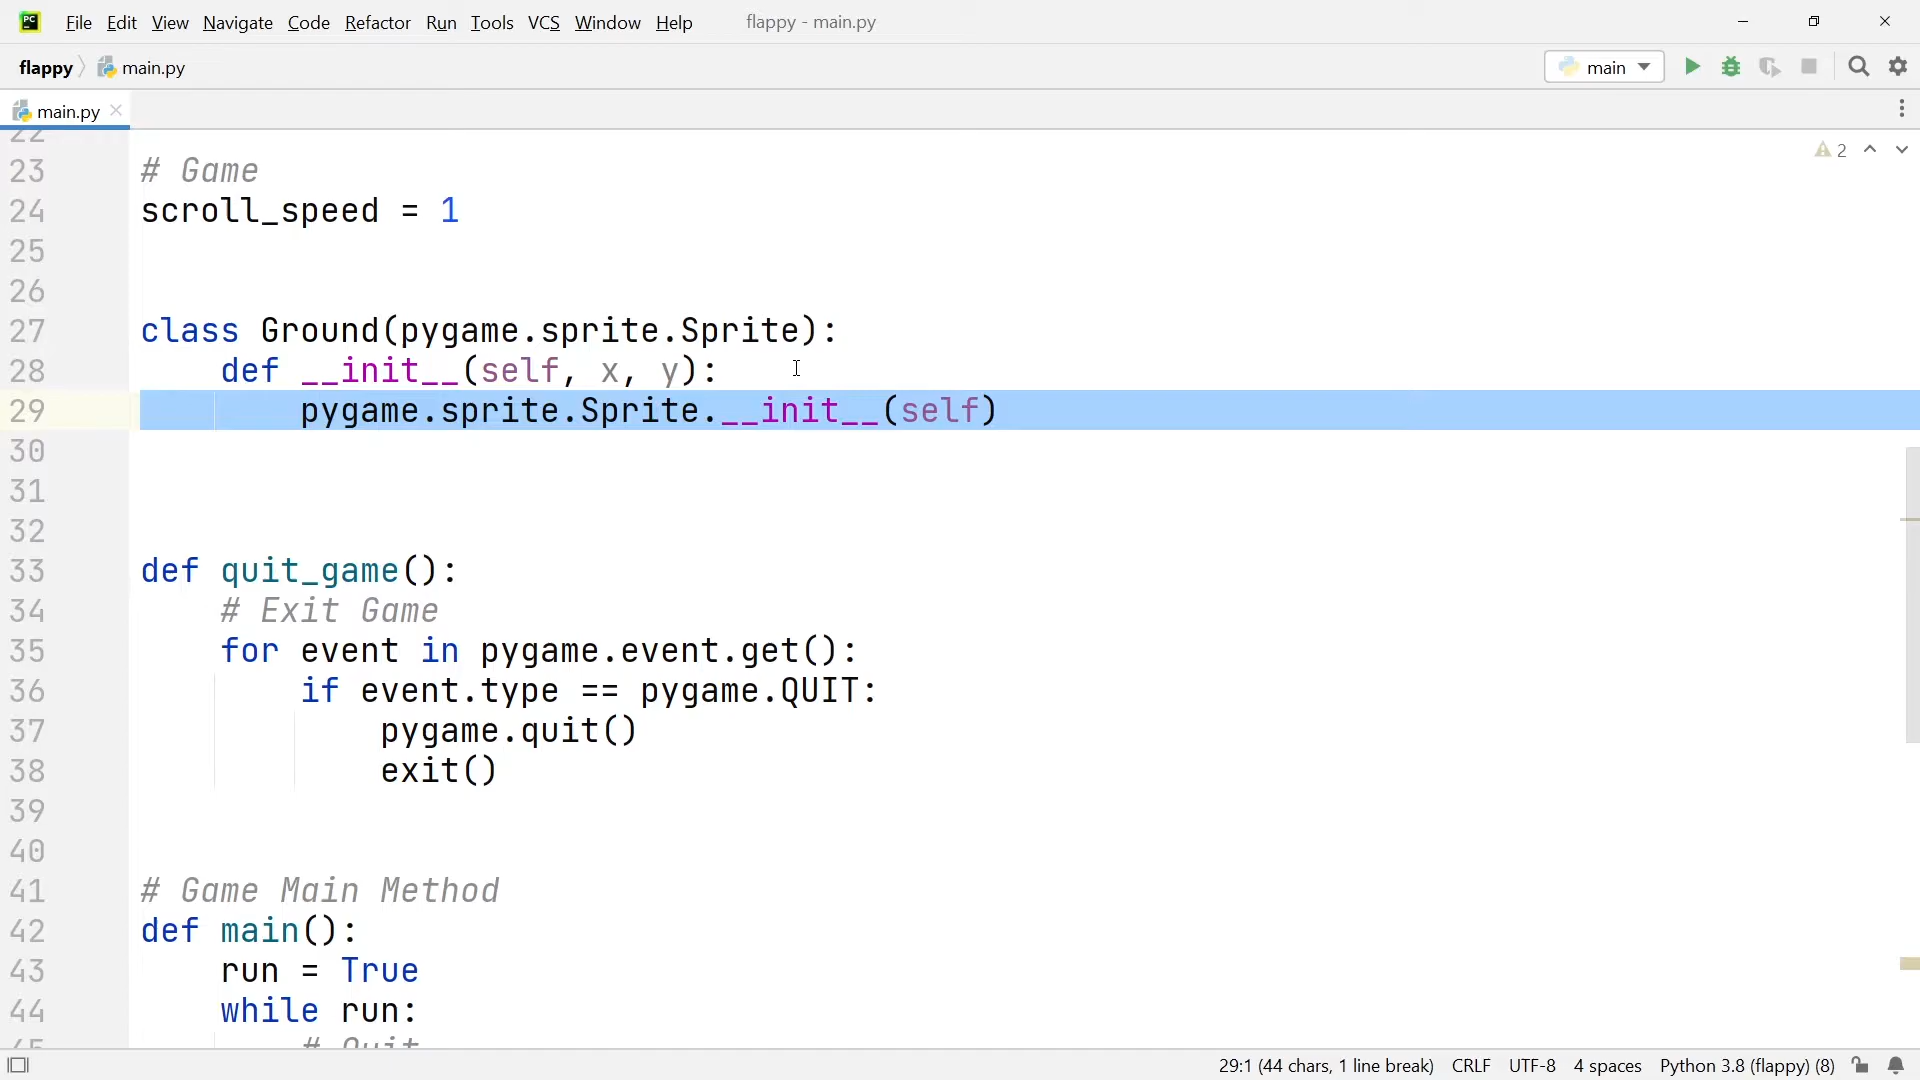 PC File Edit View Navigate Code Refactor Run Tools VCS Window Help flappy - main.py
flappy main.py main
main.py
22
23 # Game 2
24 scroll_speed = 1
25
26
27 class Ground(pygame.sprite.Sprite):
28 def __init__(self, x, y):
29 pygame.sprite.Sprite.__init__(self)
30
31
32
33 def quit_game():
34 # Exit Game
35 for event in pygame.event.get():
36 if event.type == pygame.QUIT:
37 pygame.quit()
38 exit()
39
40
41 # Game Main Method
42 def main():
43 run = True
44 while run:
45 # Quit
29:1 (44 chars, 1 line break) CRLF UTF-8 4 spaces Python 3.8 (flappy) (8)